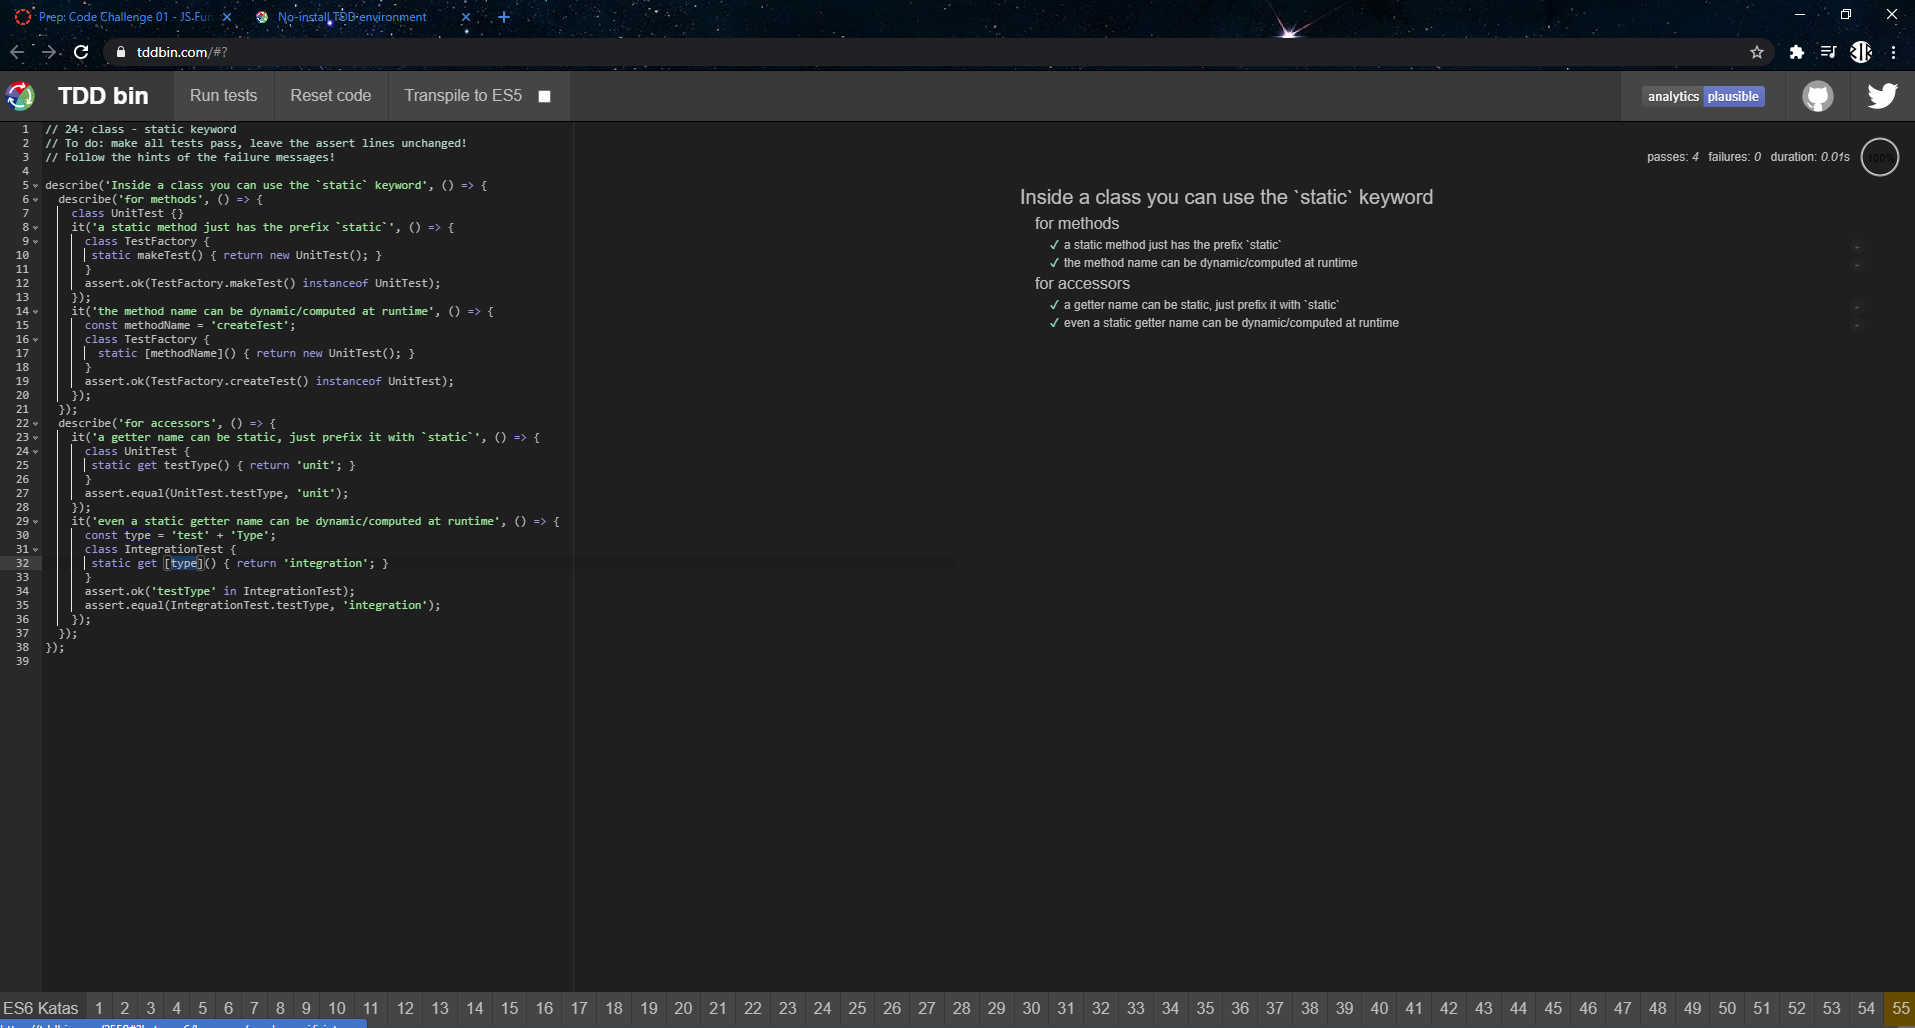 Prep: Code Challenge 01 - JS Fun
No-install TDD environment
tddbin.com/#?
TDD bin
Run tests
Reset code
Transpile to ES5
analytics plausible
1 // 24: class - static keyword
2 // To do: make all tests pass, leave the assert lines unchanged!
3 // Follow the hints of the failure messages!
4
5 describe('Inside a class you can use the `static` keyword', () => {
6 describe('for methods', () => {
7 class UnitTest {}
8 it('a static method just has the prefix `static`', () => {
9 class TestFactory {
10 static makeTest() { return new UnitTest(); }
11 }
12 assert.ok(TestFactory.makeTest() instanceof UnitTest);
13 });
14 it('the method name can be dynamic/computed at runtime', () => {
15 const methodName = 'createTest';
16 class TestFactory {
17 static [methodName]() { return new UnitTest(); }
18 }
19 assert.ok(TestFactory.createTest() instanceof UnitTest);
20 });
21 });
22 describe('for accessors', () => {
23 it('a getter name can be static, just prefix it with `static`', () => {
24 class UnitTest {
25 static get testType() { return 'unit'; }
26 }
27 assert.equal(UnitTest.testType, 'unit');
28 });
29 it('even a static getter name can be dynamic/computed at runtime', () => {
30 const type = 'test' + 'Type';
31 class IntegrationTest {
32 static get [type]() { return 'integration'; }
33 }
34 assert.ok('testType' in IntegrationTest);
35 assert.equal(IntegrationTest.testType, 'integration');
36 });
37 });
38 });
39
passes: 4 failures: 0 duration: 0.01s 100%
Inside a class you can use the `static` keyword
for methods
✓ a static method just has the prefix `static`
✓ the method name can be dynamic/computed at runtime
for accessors
✓ a getter name can be static, just prefix it with `static`
✓ even a static getter name can be dynamic/computed at runtime
ES6 Katas 1 2 3 4 5 6 7 8 9 10 11 12 13 14 15 16 17 18 19 20 21 22 23 24 25 26 27 28 29 30 31 32 33 34 35 36 37 38 39 40 41 42 43 44 45 46 47 48 49 50 51 52 53 54 55